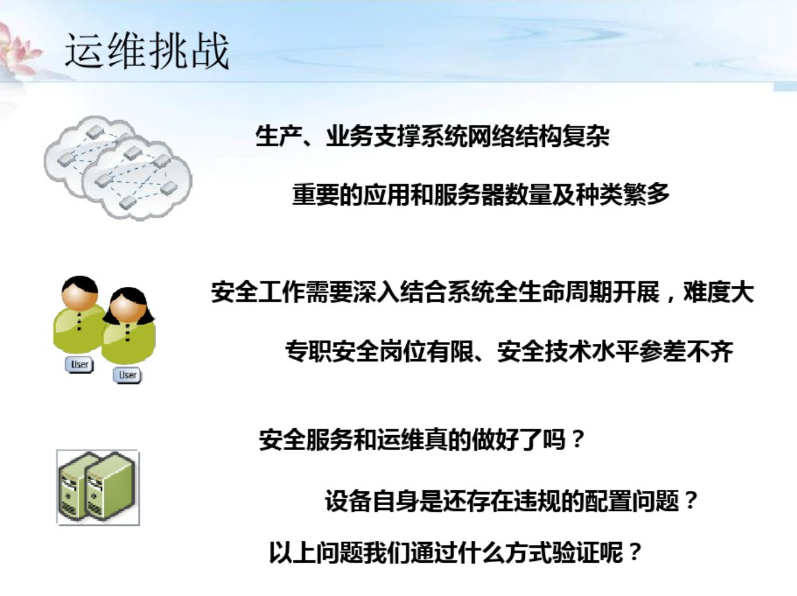 运维挑战
生产、业务支撑系统网络结构复杂
重要的应用和服务器数量及种类繁多
安全工作需要深入结合系统全生命周期开展，难度大
专职安全岗位有限、安全技术水平参差不齐
User
User
安全服务和运维真的做好了吗？
设备自身是还存在违规的配置问题？
以上问题我们通过什么方式验证呢？